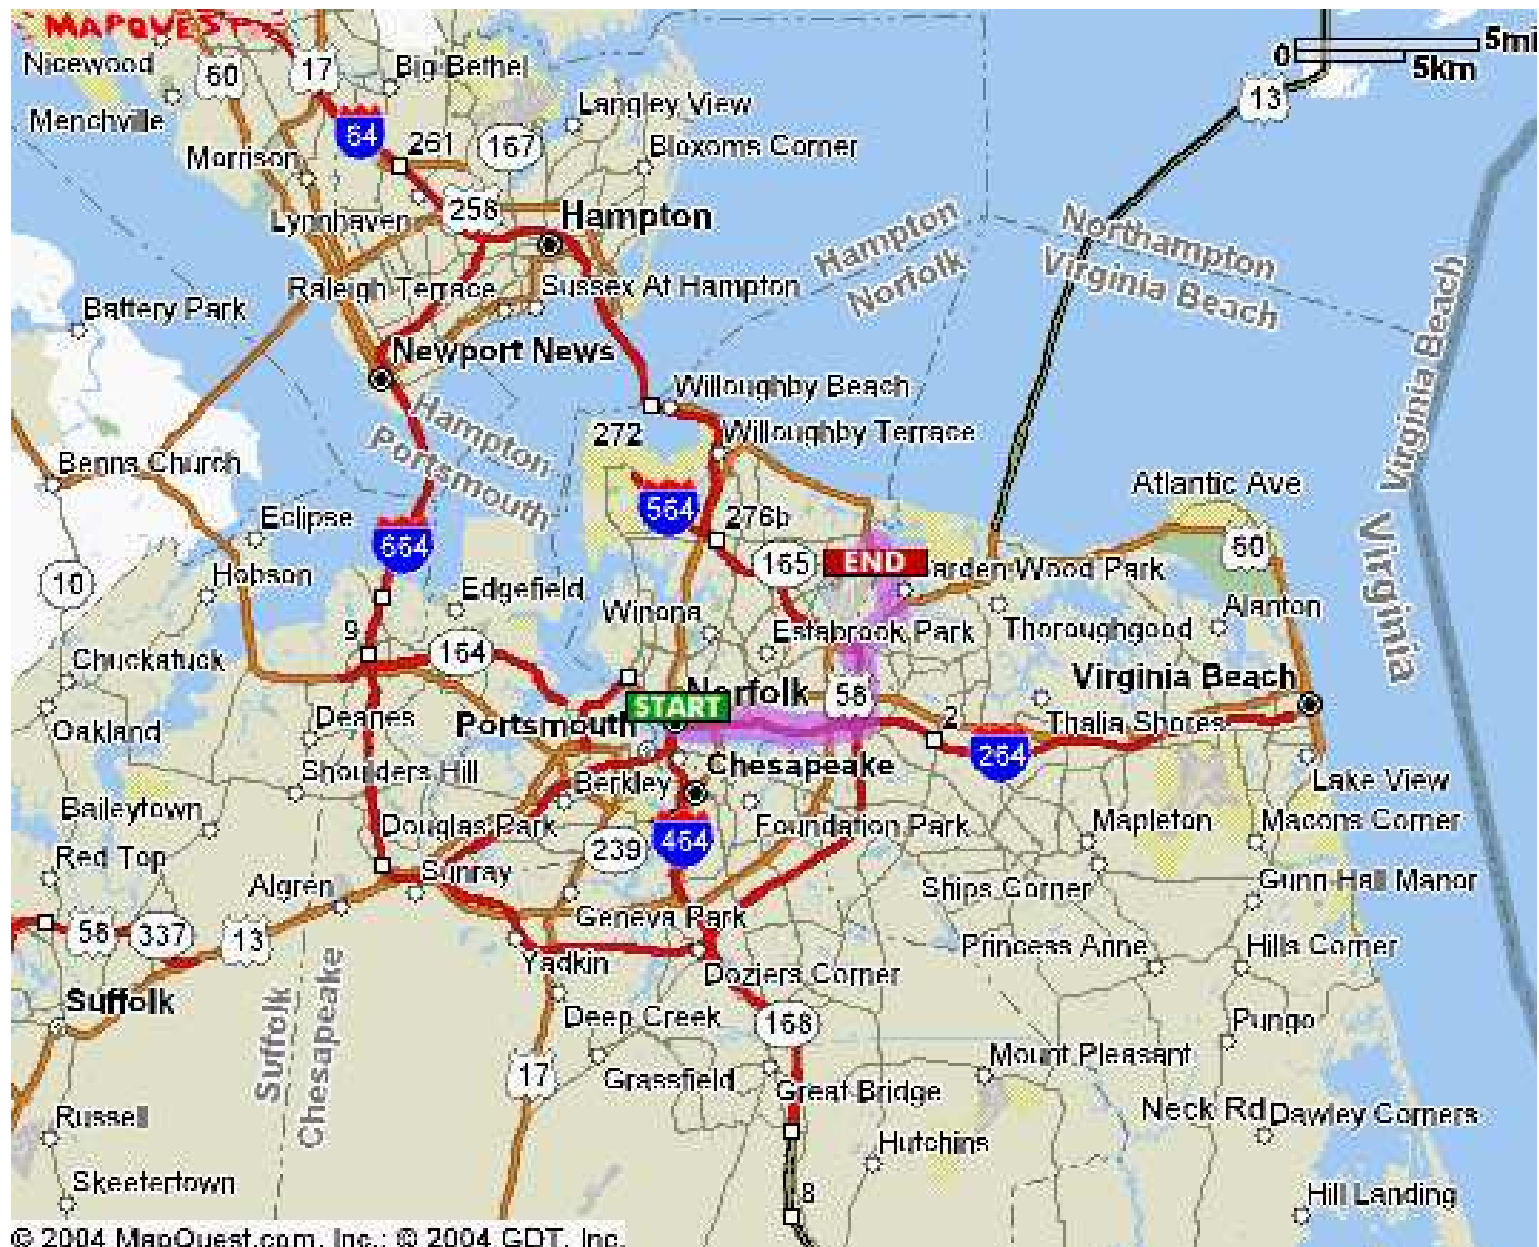 MAPQUEST
Nicewood
60
17
Big Bethel
0
5mi
5km
13
Menchville
64
Langley View
261
167
Morrison
Bloxoms Corner
Lynnhaven
258
Hampton
Hampton
Norfolk
Northampton
Virginia Beach
Raleigh Terrace
Sussex At Hampton
Battery Park
Virginia Beach
Virginia
Newport News
Hampton
Portsmouth
Willoughby Beach
272
Willoughby Terrace
Benns Church
Atlantic Ave
Eclipse
664
564
276b
165
END
arden Wood Park
60
10
Hobson
Edgefield
Winona
Estabrook Park
Thoroughgood
Alanton
9
Chuckatuck
164
Norfolk
58
Virginia Beach
START
Oakland
Deanes
Portsmouth
2
Thalia Shores
264
Shoulders Hill
Berkley
Chesapeake
Lake View
Baileytown
Douglas Park
239
464
Foundation Park
Mapleton
Macons Corner
Red Top
Algren
Sunray
Ships Corner
Gunn Hall Manor
58
337
13
Geneva Park
Princess Anne
Hills Corner
Yadkin
Doziers Corner
Suffolk
Suffolk
Chesapeake
Deep Creek
168
Pungo
17
Grassfield
Great Bridge
Mount Pleasant
Russell
Neck Rd
Dawley Corners
Hutchins
Skeetertown
8
Hill Landing
© 2004 MapQuest.com, Inc.; © 2004 GDT, Inc.